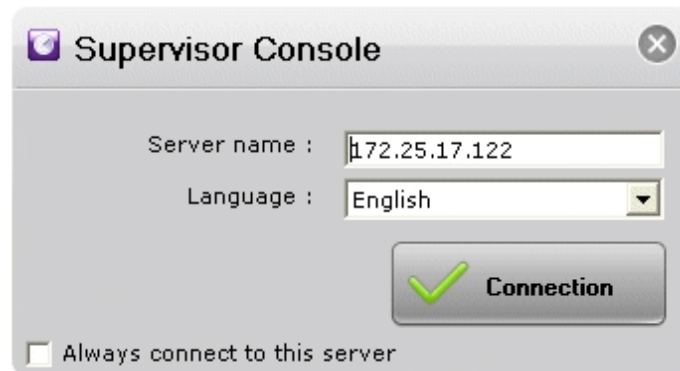 Supervisor Console
Server name : 172.25.17.122
Language : English
Connection
Always connect to this server